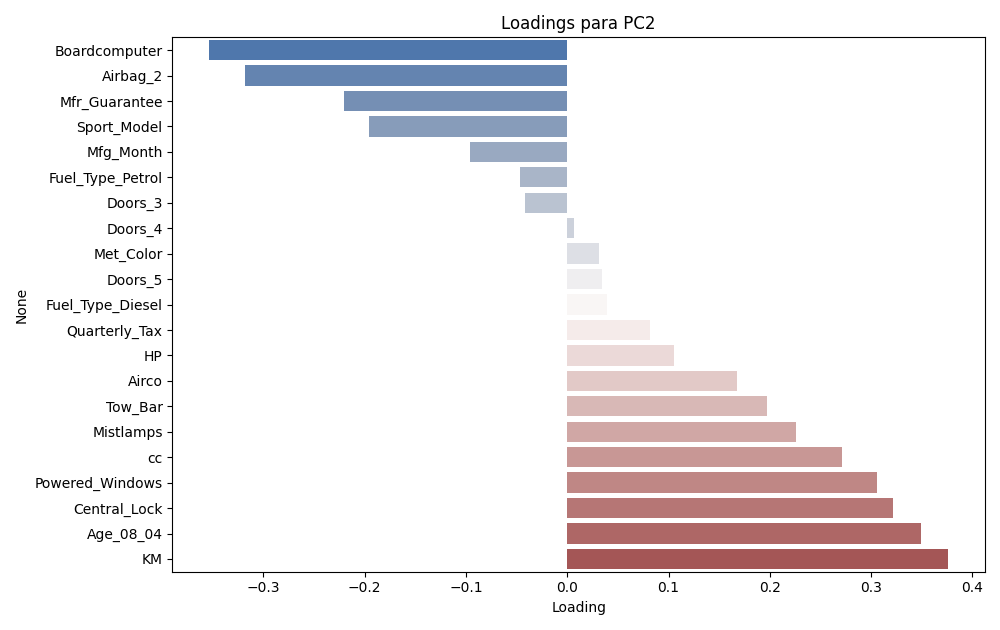 Loadings para PC2
None
Boardcomputer
Airbag_2
Mfr_Guarantee
Sport_Model
Mfg_Month
Fuel_Type_Petrol
Doors_3
Doors_4
Met_Color
Doors_5
Fuel_Type_Diesel
Quarterly_Tax
HP
Airco
Tow_Bar
Mistlamps
cc
Powered_Windows
Central_Lock
Age_08_04
KM
−0.3 −0.2 −0.1 0.0 0.1 0.2 0.3 0.4
Loading